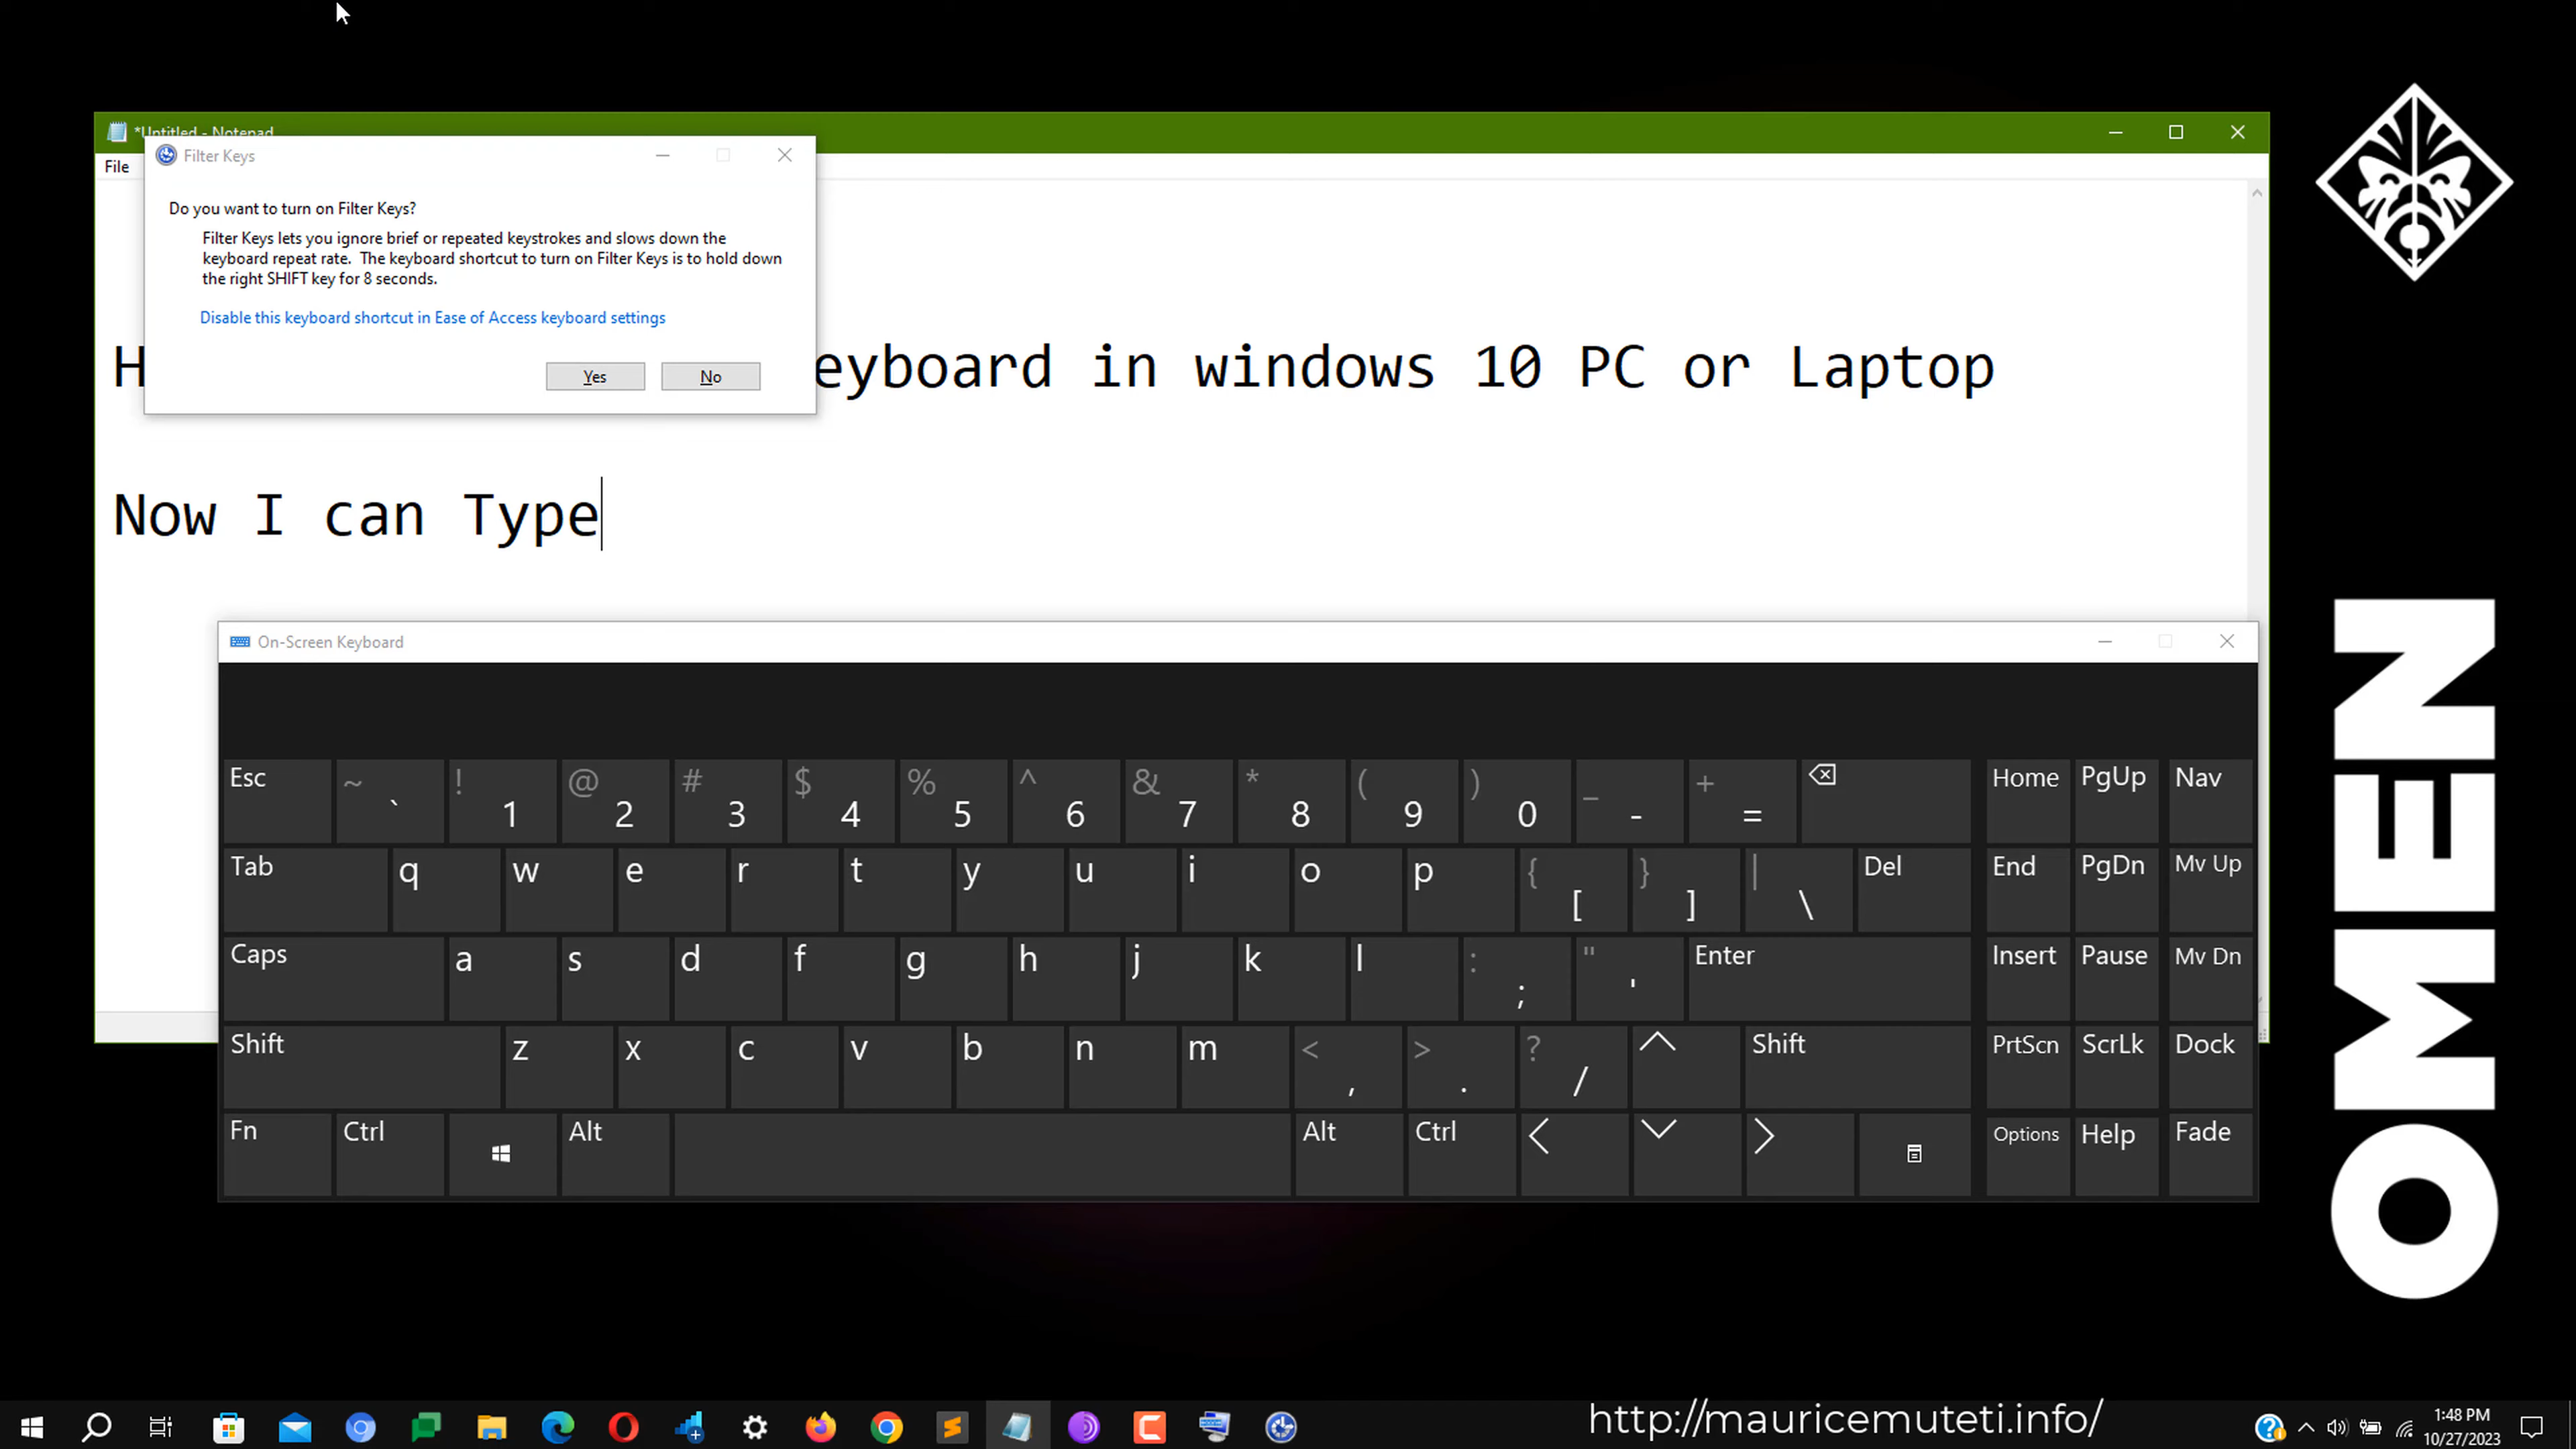 *Untitled - Notepad
Filter Keys
File
Do you want to turn on Filter Keys?
Filter Keys lets you ignore brief or repeated keystrokes and slows down the
keyboard repeat rate. The keyboard shortcut to turn on Filter Keys is to hold down
the right SHIFT key for 8 seconds.
Disable this keyboard shortcut in Ease of Access keyboard settings
Yes No
H eyboard in windows 10 PC or Laptop
Now I can Type
On-Screen Keyboard
Esc ~ ` ! 1 @ 2 # 3 $ 4 % 5 ^ 6 & 7 * 8 ( 9 ) 0 _ - + = Home PgUp Nav
Tab q w e r t y u i o p { [ } ] | \ Del End PgDn Mv Up
Caps a s d f g h j k l : ; " ' Enter Insert Pause Mv Dn
Shift z x c v b n m < , > . ? / Shift PrtScn ScrLk Dock
Fn Ctrl Alt Alt Ctrl Options Help Fade
OMEN
http://mauricemuteti.info/
1:48 PM
10/27/2023